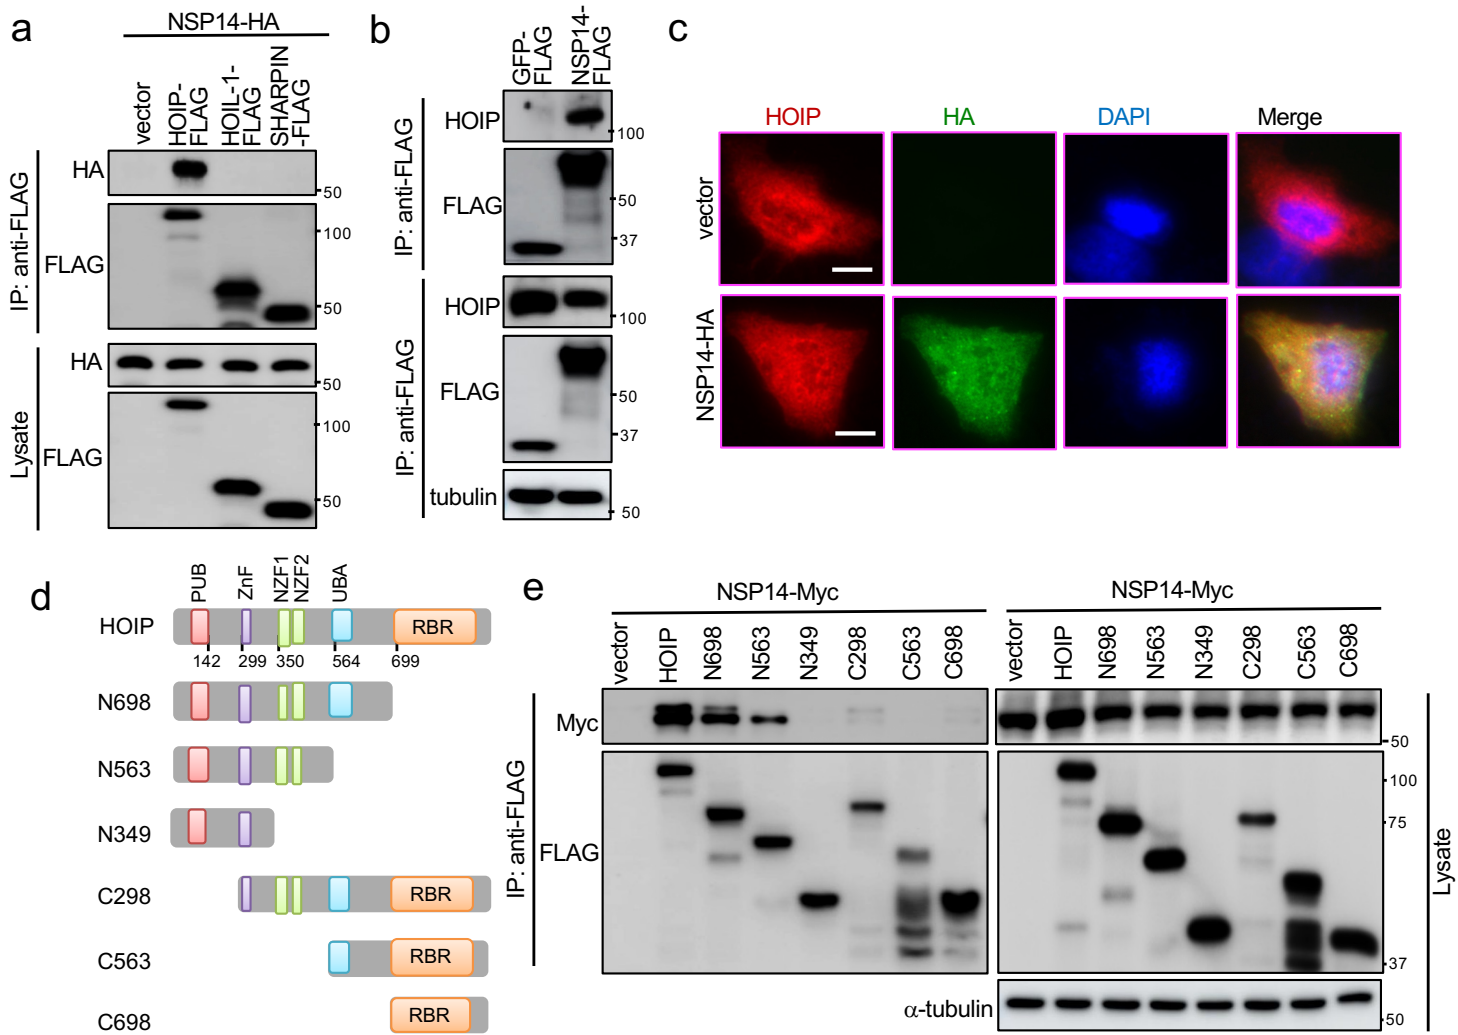 a
NSP14-HA
vector
HOIP-
FLAG
HOIL-1-
FLAG
SHARPIN
-FLAG
IP: anti-FLAG
HA
50
FLAG
100
50
Lysate
HA
50
FLAG
100
50
b
GFP-
FLAG
NSP14-
FLAG
IP: anti-FLAG
HOIP
100
FLAG
50
37
IP: anti-FLAG
HOIP
100
FLAG
50
37
tubulin
50
c
HOIP
HA
DAPI
Merge
vector
NSP14-HA
d
PUB
ZnF
NZF1
NZF2
UBA
HOIP
RBR
142
299
350
564
699
N698
N563
N349
C298
RBR
C563
RBR
C698
RBR
e
NSP14-Myc
vector
HOIP
N698
N563
N349
C298
C563
C698
IP: anti-FLAG
Myc
FLAG
NSP14-Myc
vector
HOIP
N698
N563
N349
C298
C563
C698
50
100
75
37
Lysate
α-tubulin
50